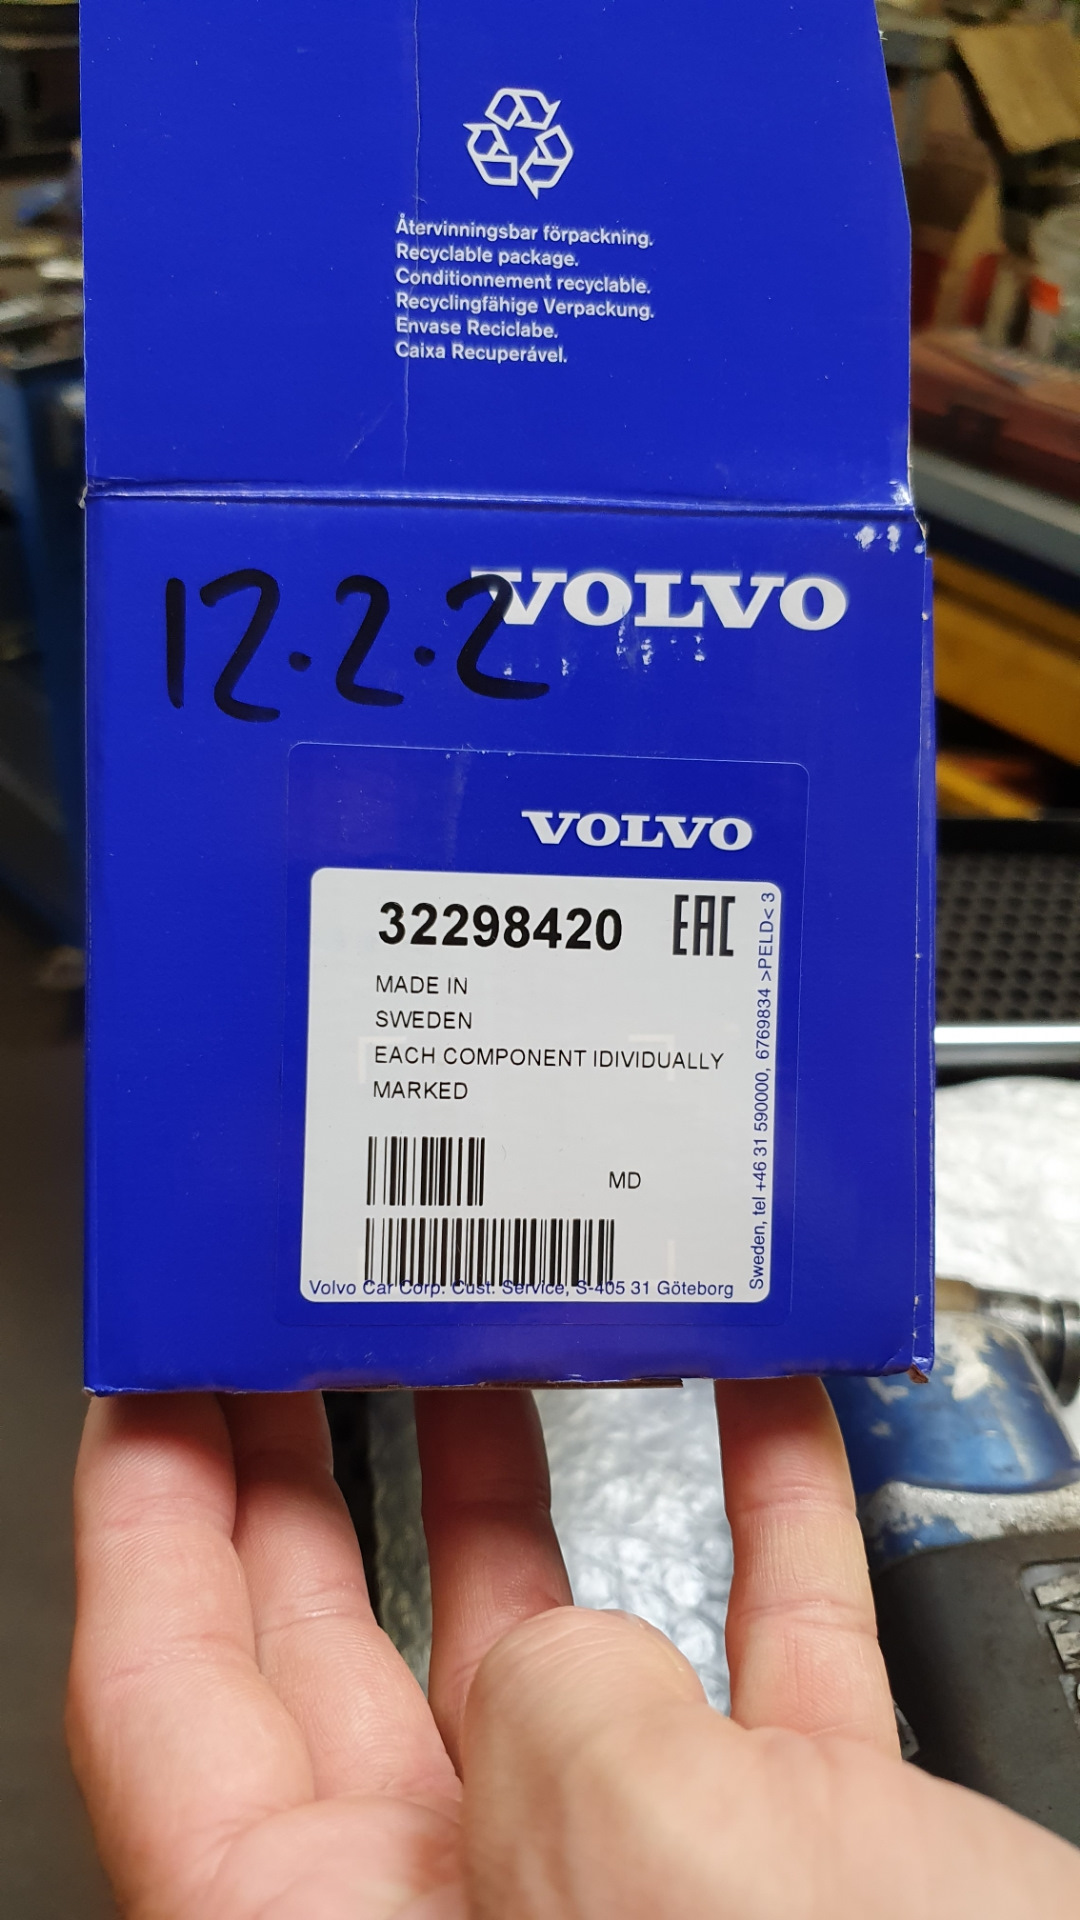 Återvinningsbar förpackning.
Recyclable package.
Conditionnement recyclable.
Recyclingfähige Verpackung.
Envase Reciclabe.
Caixa Recuperável.
12.2.2
VOLVO
VOLVO
32298420
EAC
MADE IN
SWEDEN
EACH COMPONENT IDIVIDUALLY
MARKED
MD
Volvo Car Corp. Cust. Service, S-405 31 Göteborg
Sweden, tel +46 31 590000, 6769834 >PELD< 3